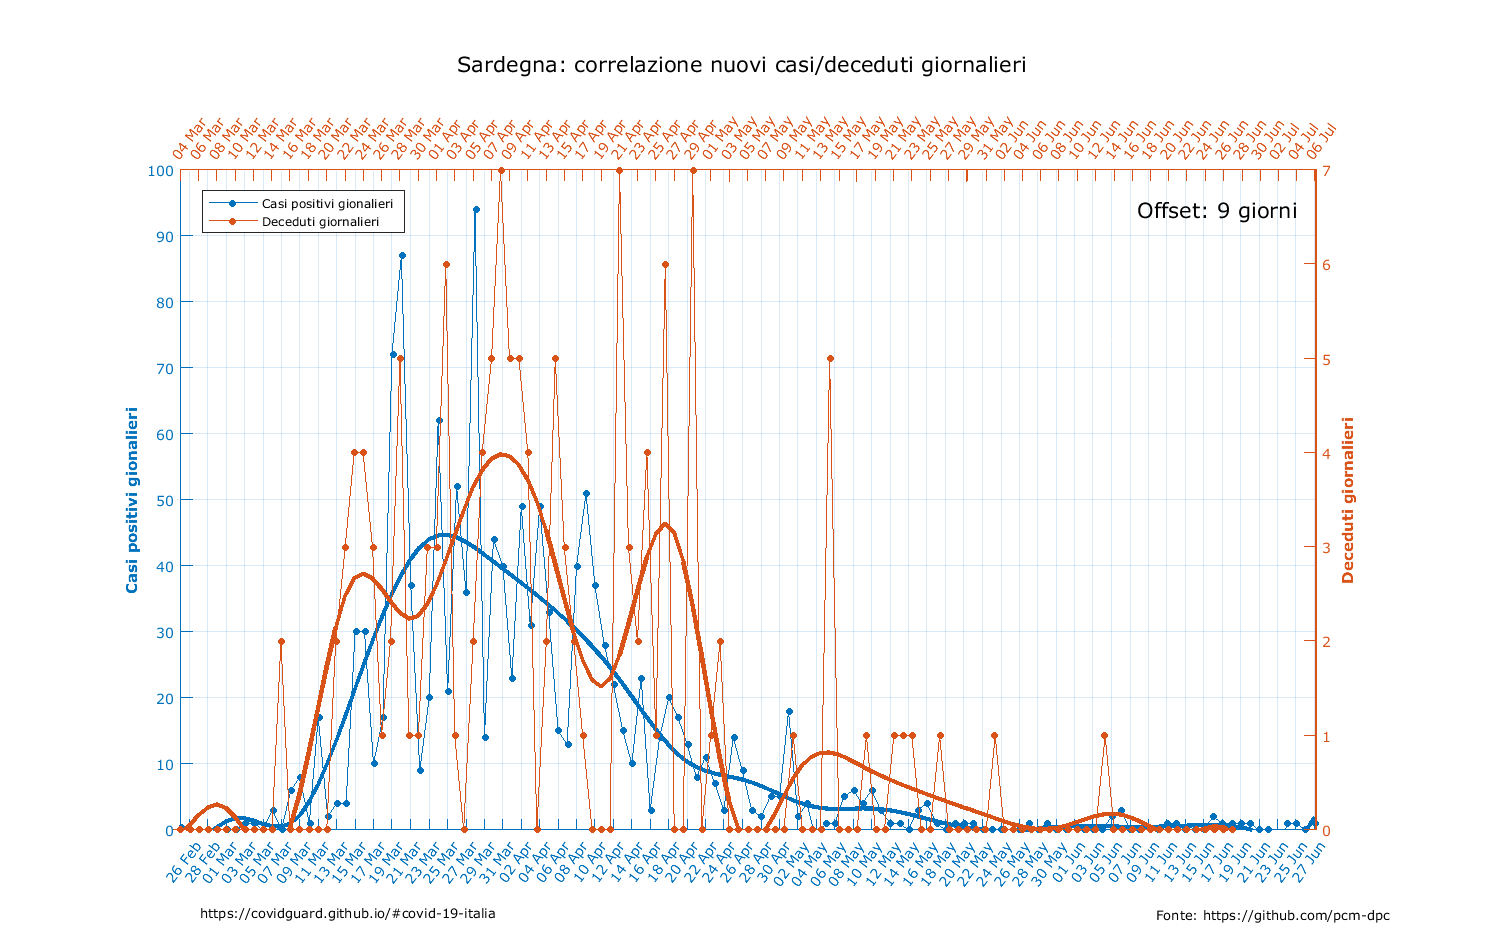 Sardegna: correlazione nuovi casi/deceduti giornalieri
04 Mar
06 Mar
08 Mar
10 Mar
12 Mar
14 Mar
16 Mar
18 Mar
20 Mar
22 Mar
24 Mar
26 Mar
28 Mar
30 Mar
01 Apr
03 Apr
05 Apr
07 Apr
09 Apr
11 Apr
13 Apr
15 Apr
17 Apr
19 Apr
21 Apr
23 Apr
25 Apr
27 Apr
29 Apr
01 May
03 May
05 May
07 May
09 May
11 May
13 May
15 May
17 May
19 May
21 May
23 May
25 May
27 May
29 May
31 May
02 Jun
04 Jun
06 Jun
08 Jun
10 Jun
12 Jun
14 Jun
16 Jun
18 Jun
20 Jun
22 Jun
24 Jun
26 Jun
28 Jun
30 Jun
02 Jul
04 Jul
06 Jul
Casi positivi gionalieri
Deceduti giornalieri
Offset: 9 giorni
100
90
80
70
60
50
40
30
20
10
0
Casi positivi gionalieri
7
6
5
4
3
2
1
0
Deceduti giornalieri
26 Feb
28 Feb
01 Mar
03 Mar
05 Mar
07 Mar
09 Mar
11 Mar
13 Mar
15 Mar
17 Mar
19 Mar
21 Mar
23 Mar
25 Mar
27 Mar
29 Mar
31 Mar
02 Apr
04 Apr
06 Apr
08 Apr
10 Apr
12 Apr
14 Apr
16 Apr
18 Apr
20 Apr
22 Apr
24 Apr
26 Apr
28 Apr
30 Apr
02 May
04 May
06 May
08 May
10 May
12 May
14 May
16 May
18 May
20 May
22 May
24 May
26 May
28 May
30 May
01 Jun
03 Jun
05 Jun
07 Jun
09 Jun
11 Jun
13 Jun
15 Jun
17 Jun
19 Jun
21 Jun
23 Jun
25 Jun
27 Jun
https://covidguard.github.io/#covid-19-italia
Fonte: https://github.com/pcm-dpc